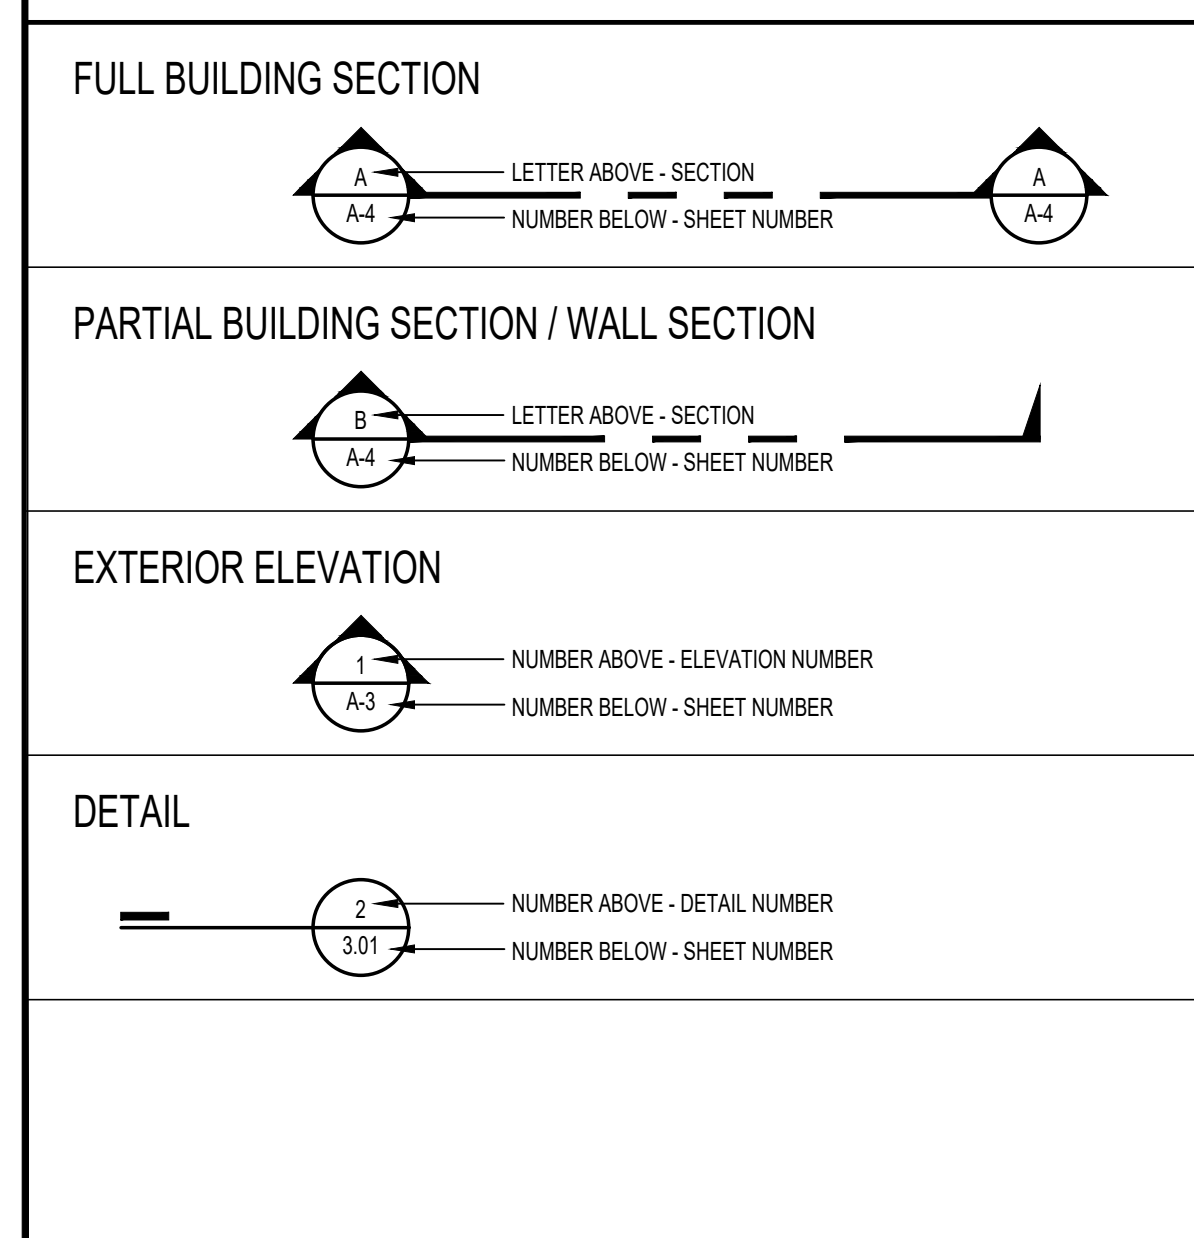 FULL BUILDING SECTION
A
LETTER ABOVE - SECTION
A
A-4
NUMBER BELOW - SHEET NUMBER
A-4
PARTIAL BUILDING SECTION / WALL SECTION
B
LETTER ABOVE - SECTION
A-4
NUMBER BELOW - SHEET NUMBER
EXTERIOR ELEVATION
1
NUMBER ABOVE - ELEVATION NUMBER
A-3
NUMBER BELOW - SHEET NUMBER
DETAIL
2
NUMBER ABOVE - DETAIL NUMBER
3.01
NUMBER BELOW - SHEET NUMBER